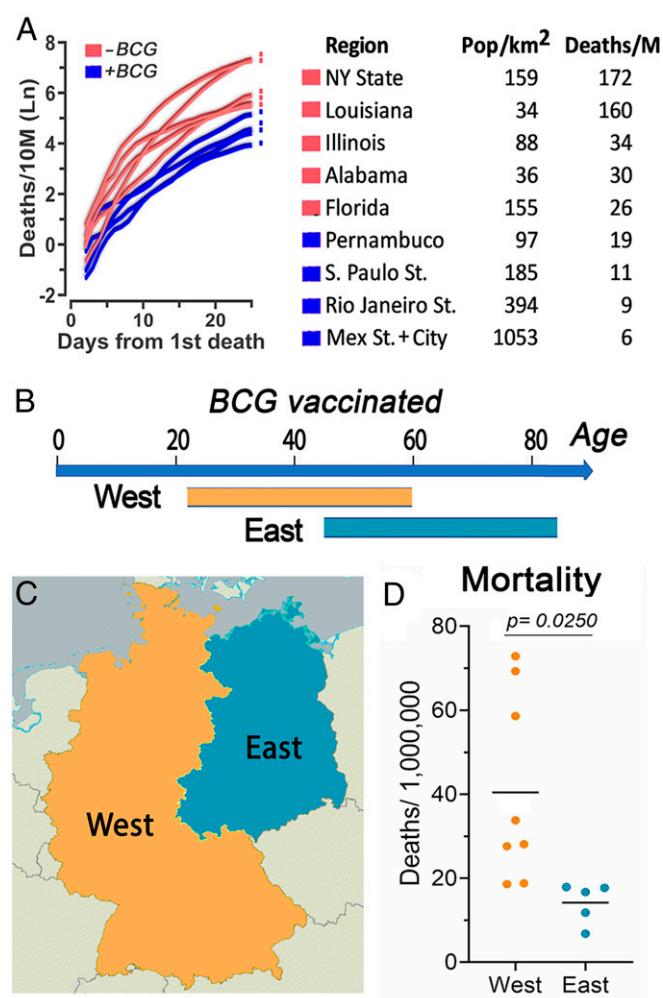 A
–BCG
+BCG
Deaths/10M (Ln)
8
6
4
2
0
-2
0 10 20
Days from 1st death
Region Pop/km² Deaths/M
NY State 159 172
Louisiana 34 160
Illinois 88 34
Alabama 36 30
Florida 155 26
Pernambuco 97 19
S. Paulo St. 185 11
Rio Janeiro St. 394 9
Mex St. + City 1053 6
B
BCG vaccinated
0 20 40 60 80 Age
West
East
C
West
East
D
Mortality
p= 0.0250
Deaths/ 1,000,000
80
60
40
20
0
West East